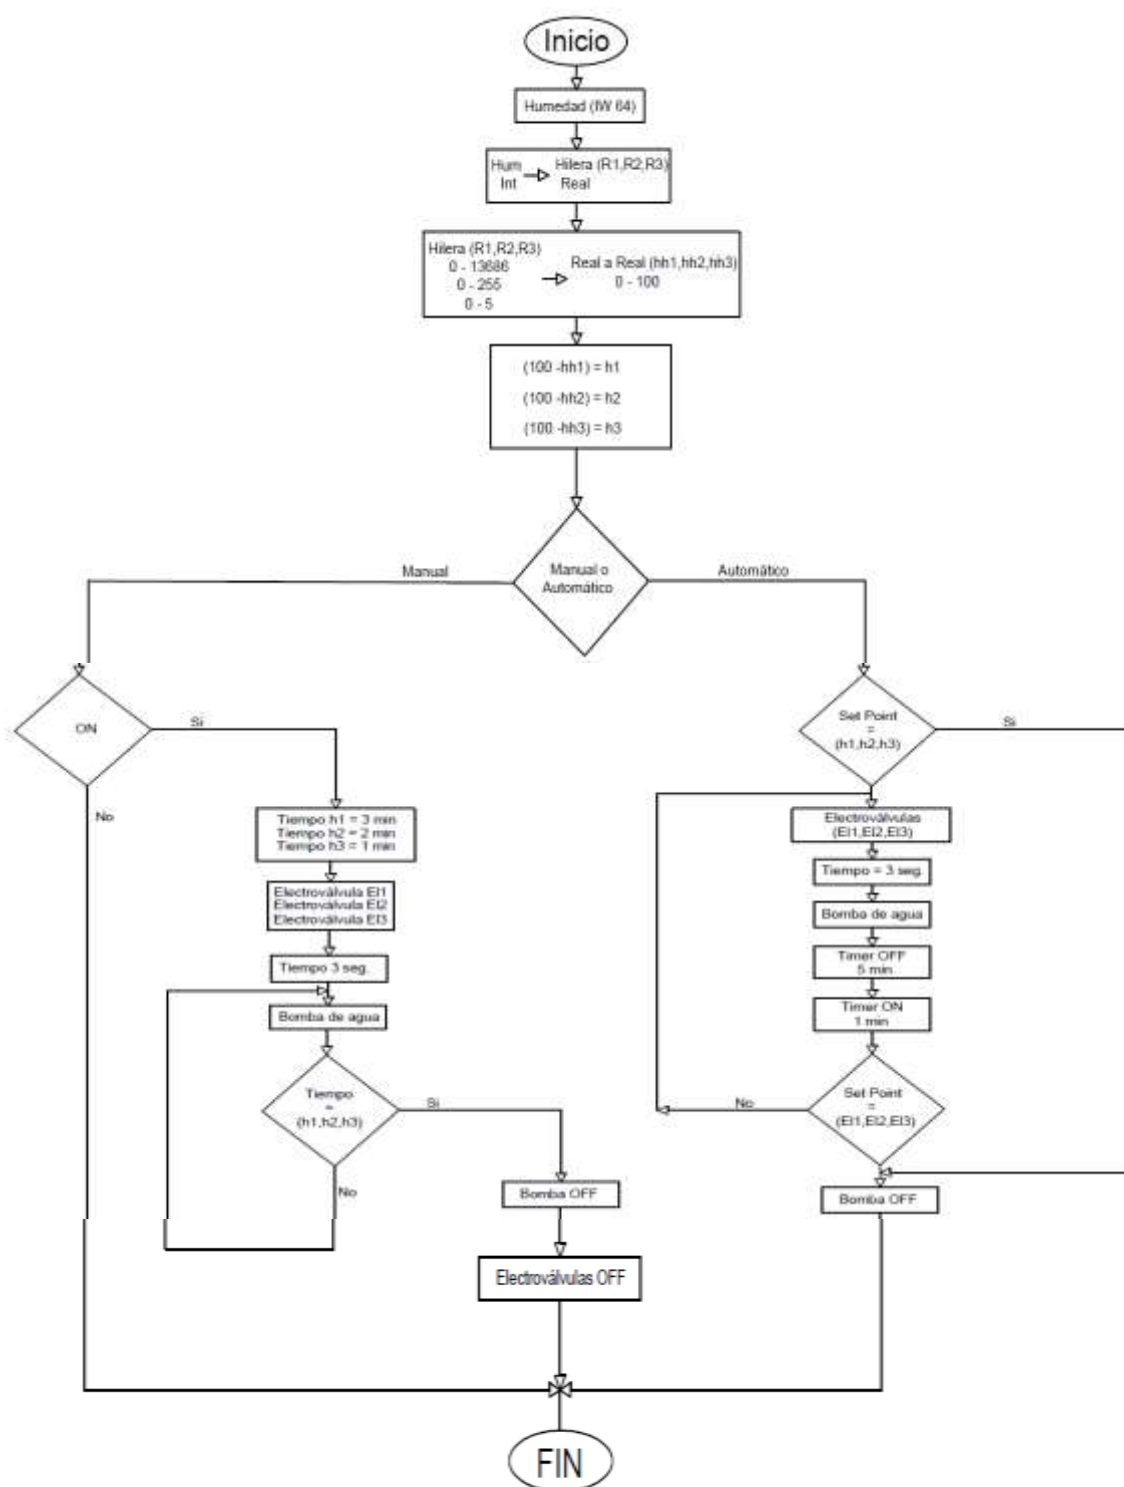 Inicio
Humedad (IW 64)
Hum Hilera (R1,R2,R3)
Int Real
Hilera (R1,R2,R3)
0 - 13686
0 - 255
0 - 5
Real a Real (hh1,hh2,hh3)
0 - 100
(100 -hh1) = h1
(100 -hh2) = h2
(100 -hh3) = h3
Manual o
Automático
Manual
Automático
ON
Si
No
Tiempo h1 = 3 min
Tiempo h2 = 2 min
Tiempo h3 = 1 min
Electroválvula El1
Electroválvula El2
Electroválvula El3
Tiempo 3 seg.
Bomba de agua
Tiempo
=
(h1,h2,h3)
Si
No
Bomba OFF
Electroválvulas OFF
Set Point
=
(h1,h2,h3)
Si
Electroválvulas
(El1,El2,El3)
Tiempo = 3 seg.
Bomba de agua
Timer OFF
5 min
Timer ON
1 min
Set Point
=
(El1,El2,El3)
No
Bomba OFF
FIN